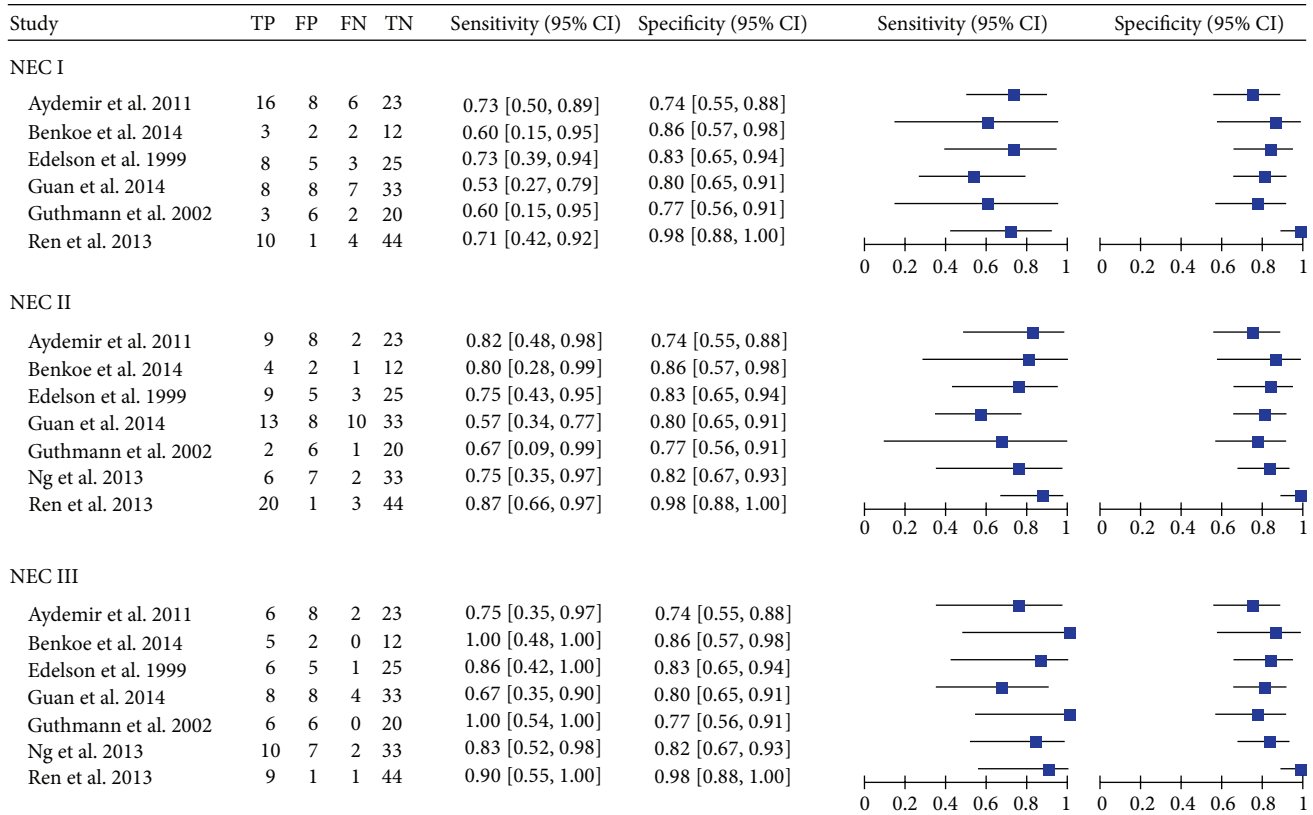 Study TP FP FN TN Sensitivity (95% CI) Specificity (95% CI) Sensitivity (95% CI) Specificity (95% CI)
NEC I
Aydemir et al. 2011 16 8 6 23 0.73 [0.50, 0.89] 0.74 [0.55, 0.88]
Benkoe et al. 2014 3 2 2 12 0.60 [0.15, 0.95] 0.86 [0.57, 0.98]
Edelson et al. 1999 8 5 3 25 0.73 [0.39, 0.94] 0.83 [0.65, 0.94]
Guan et al. 2014 8 8 7 33 0.53 [0.27, 0.79] 0.80 [0.65, 0.91]
Guthmann et al. 2002 3 6 2 20 0.60 [0.15, 0.95] 0.77 [0.56, 0.91]
Ren et al. 2013 10 1 4 44 0.71 [0.42, 0.92] 0.98 [0.88, 1.00]
0 0.2 0.4 0.6 0.8 1 0 0.2 0.4 0.6 0.8 1
NEC II
Aydemir et al. 2011 9 8 2 23 0.82 [0.48, 0.98] 0.74 [0.55, 0.88]
Benkoe et al. 2014 4 2 1 12 0.80 [0.28, 0.99] 0.86 [0.57, 0.98]
Edelson et al. 1999 9 5 3 25 0.75 [0.43, 0.95] 0.83 [0.65, 0.94]
Guan et al. 2014 13 8 10 33 0.57 [0.34, 0.77] 0.80 [0.65, 0.91]
Guthmann et al. 2002 2 6 1 20 0.67 [0.09, 0.99] 0.77 [0.56, 0.91]
Ng et al. 2013 6 7 2 33 0.75 [0.35, 0.97] 0.82 [0.67, 0.93]
Ren et al. 2013 20 1 3 44 0.87 [0.66, 0.97] 0.98 [0.88, 1.00]
0 0.2 0.4 0.6 0.8 1 0 0.2 0.4 0.6 0.8 1
NEC III
Aydemir et al. 2011 6 8 2 23 0.75 [0.35, 0.97] 0.74 [0.55, 0.88]
Benkoe et al. 2014 5 2 0 12 1.00 [0.48, 1.00] 0.86 [0.57, 0.98]
Edelson et al. 1999 6 5 1 25 0.86 [0.42, 1.00] 0.83 [0.65, 0.94]
Guan et al. 2014 8 8 4 33 0.67 [0.35, 0.90] 0.80 [0.65, 0.91]
Guthmann et al. 2002 6 6 0 20 1.00 [0.54, 1.00] 0.77 [0.56, 0.91]
Ng et al. 2013 10 7 2 33 0.83 [0.52, 0.98] 0.82 [0.67, 0.93]
Ren et al. 2013 9 1 1 44 0.90 [0.55, 1.00] 0.98 [0.88, 1.00]
0 0.2 0.4 0.6 0.8 1 0 0.2 0.4 0.6 0.8 1